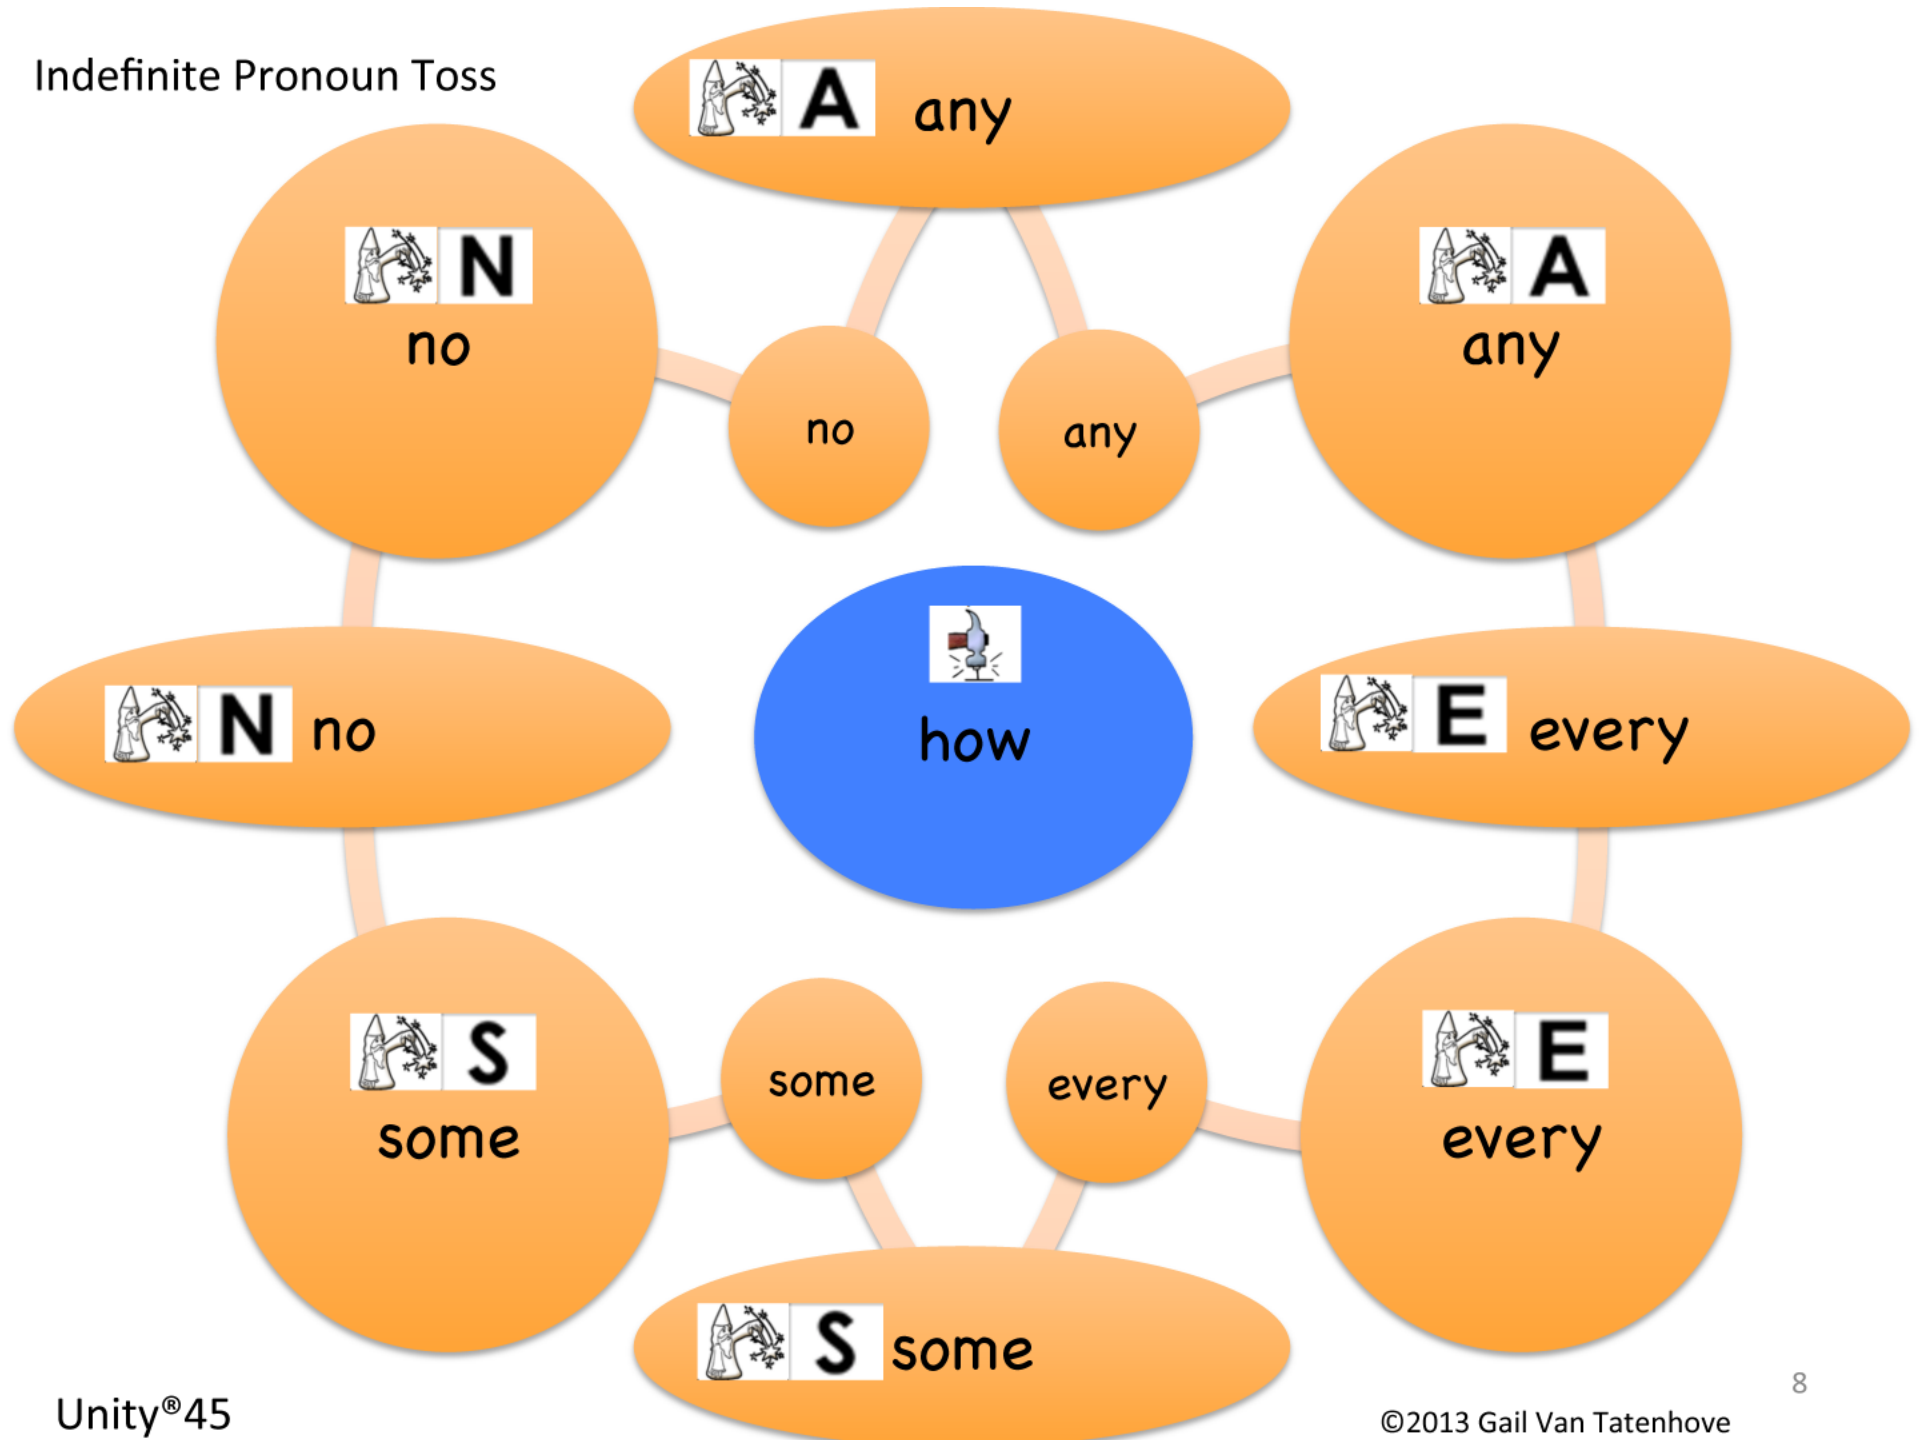 Indefinite Pronoun Toss
A any
N
no
A
any
no
any
how
N no
E every
S
some
some
every
E
every
S some
8
Unity®45
©2013 Gail Van Tatenhove